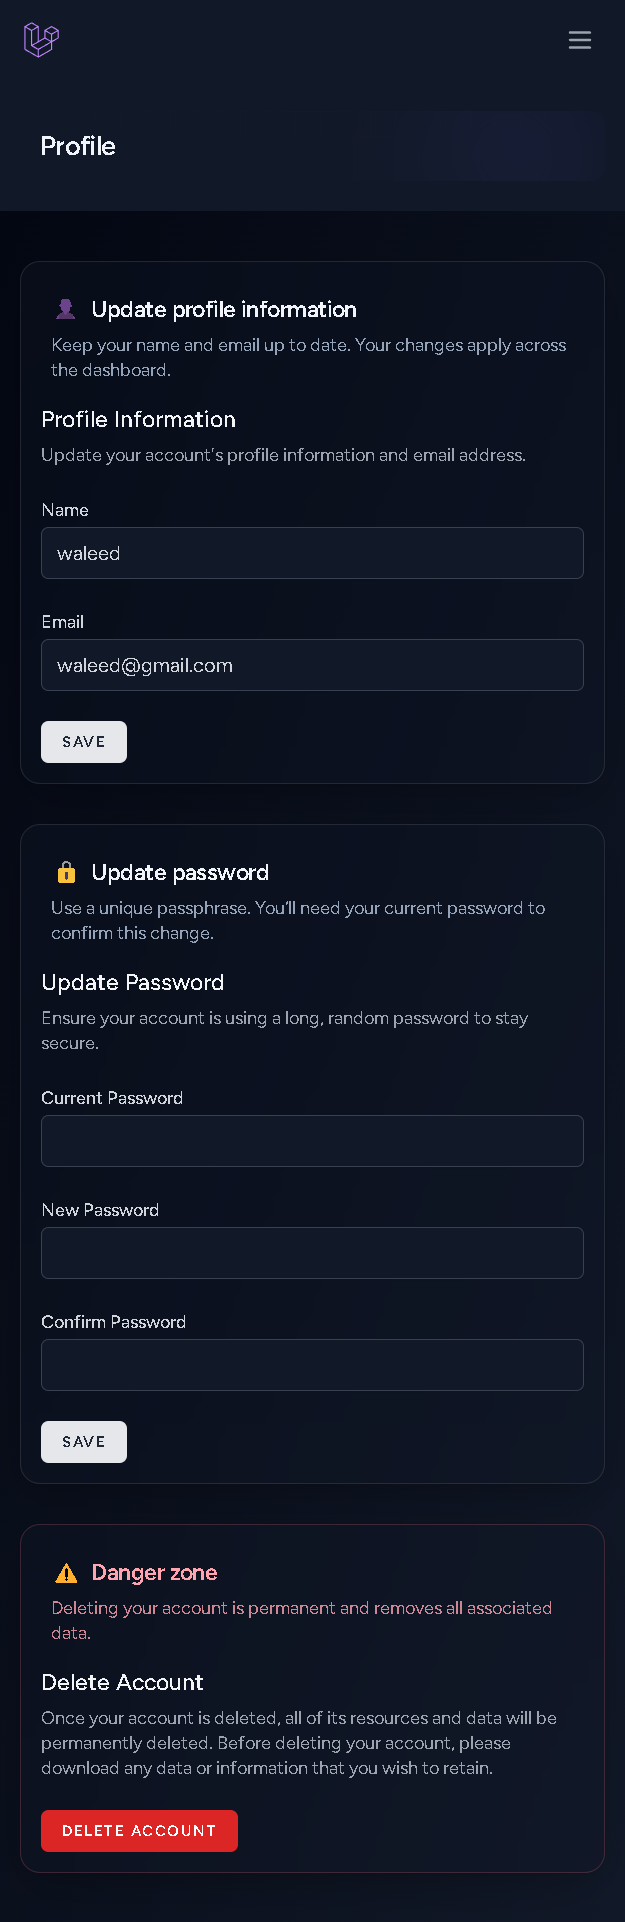 Profile
Update profile information
Keep your name and email up to date. Your changes apply across
the dashboard.
Profile Information
Update your account's profile information and email address.
Name
waleed
Email
waleed@gmail.com
SAVE
Update password
Use a unique passphrase. You’ll need your current password to
confirm this change.
Update Password
Ensure your account is using a long, random password to stay
secure.
Current Password
New Password
Confirm Password
SAVE
Danger zone
Deleting your account is permanent and removes all associated
data.
Delete Account
Once your account is deleted, all of its resources and data will be
permanently deleted. Before deleting your account, please
download any data or information that you wish to retain.
DELETE ACCOUNT